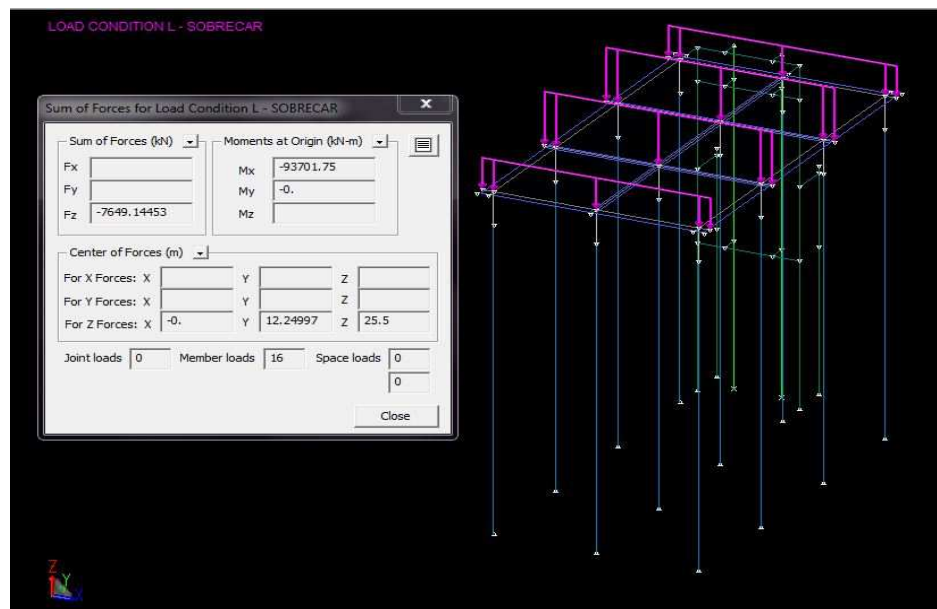 LOAD CONDITION L - SOBRECAR
Sum of Forces for Load Condition L - SOBRECAR
Sum of Forces (kN)
Moments at Origin (kN-m)
Fx
Mx -93701.75
Fy
My -0.
Fz -7649.14453
Mz
Center of Forces (m)
For X Forces: X Y Z
For Y Forces: X Y Z
For Z Forces: X -0. Y 12.24997 Z 25.5
Joint loads 0 Member loads 16 Space loads 0
0
Close
Z
Y
X